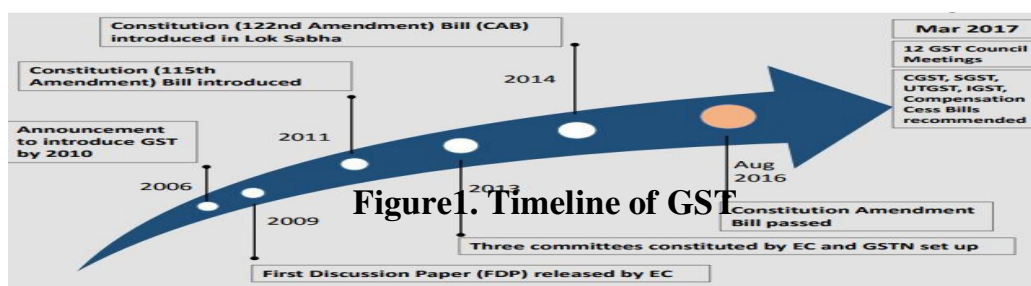 Constitution (122nd Amendment) Bill (CAB)
introduced in Lok Sabha
Mar 2017
12 GST Council
Meetings
CGST, SGST,
UTGST, IGST,
Compensation
Cess Bills
recommended
Constitution (115th
Amendment) Bill introduced
2014
Announcement
to introduce GST
by 2010
2011
2006
2009
2013
Aug
2016
Figure1. Timeline of GST
Constitution Amendment
Bill passed
Three committees constituted by EC and GSTN set up
First Discussion Paper (FDP) released by EC